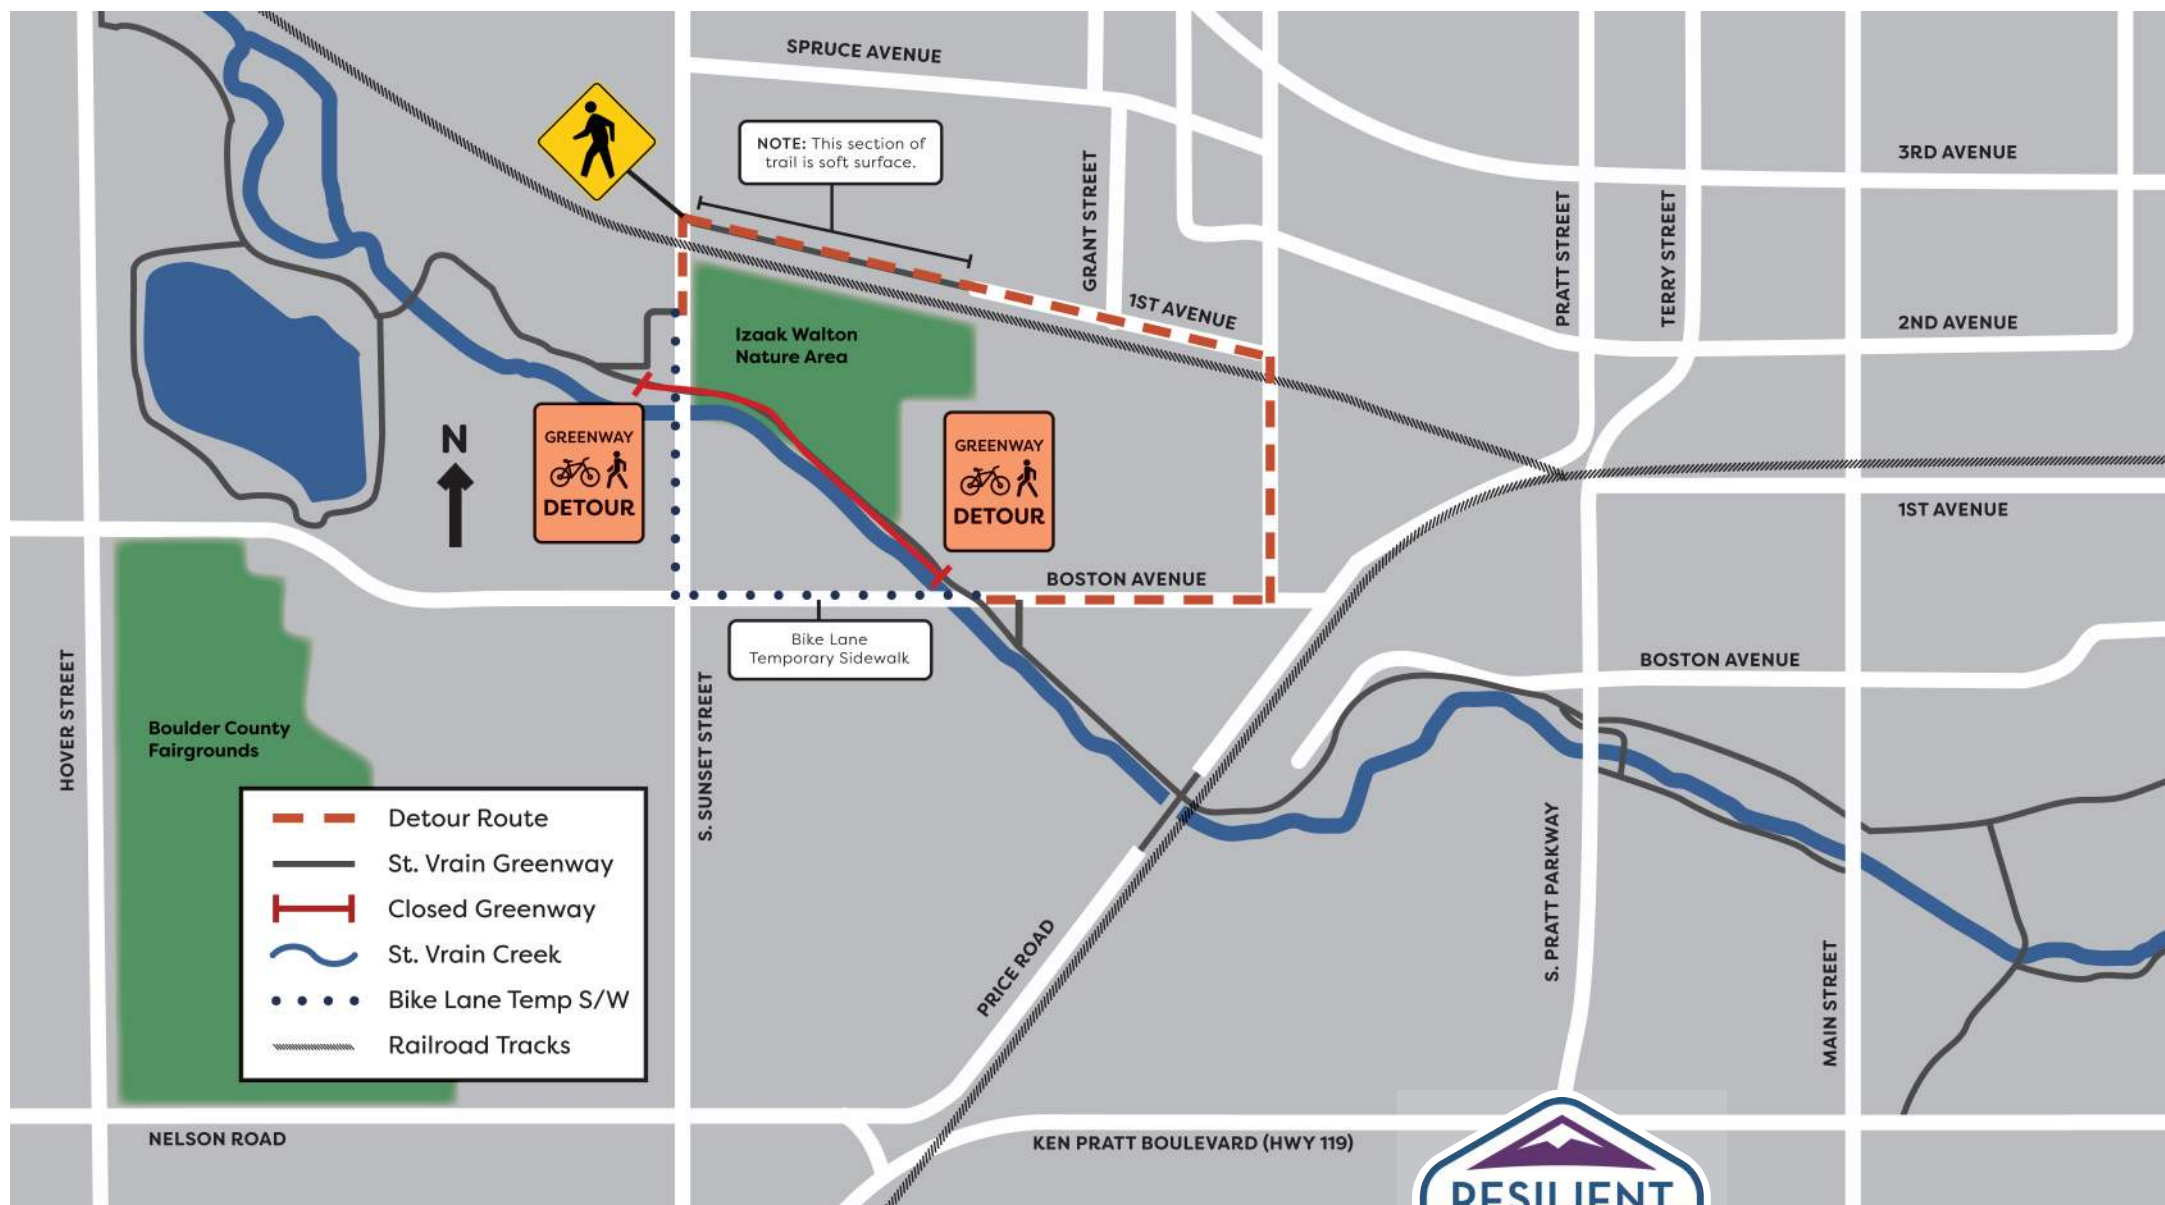 SPRUCE AVENUE
NOTE: This section of
trail is soft surface.
3RD AVENUE
GRANT STREET
PRATT STREET
TERRY STREET
1ST AVENUE
2ND AVENUE
Izaak Walton
Nature Area
N
GREENWAY
DETOUR
GREENWAY
DETOUR
1ST AVENUE
BOSTON AVENUE
Bike Lane
Temporary Sidewalk
BOSTON AVENUE
HOVER STREET
S. SUNSET STREET
Boulder County
Fairgrounds
Detour Route
St. Vrain Greenway
Closed Greenway
St. Vrain Creek
Bike Lane Temp S/W
Railroad Tracks
PRICE ROAD
S. PRATT PARKWAY
MAIN STREET
NELSON ROAD
KEN PRATT BOULEVARD (HWY 119)
RESILIENT